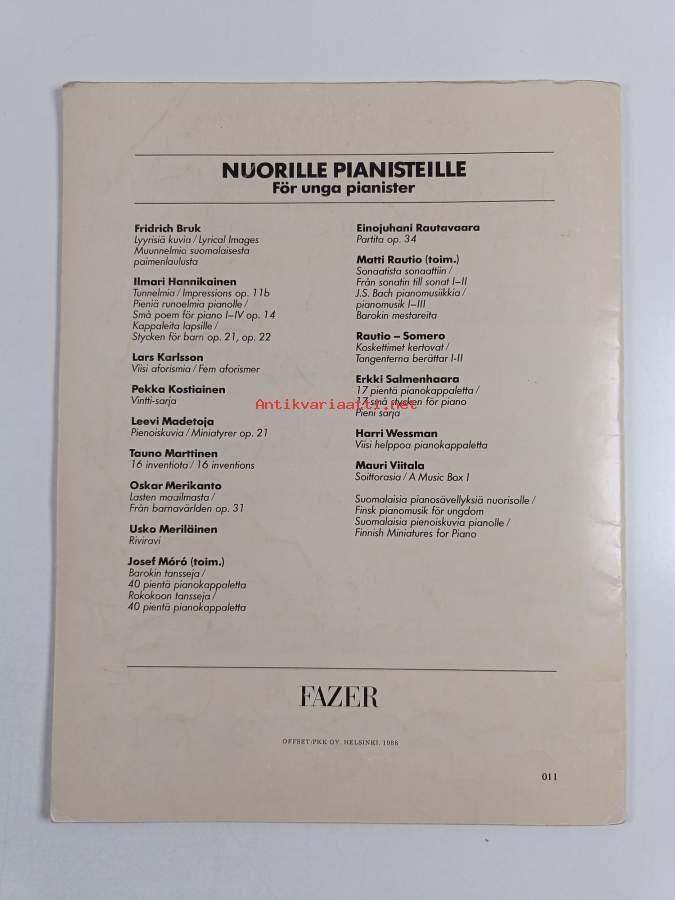 NUORILLE PIANISTEILLE
För unga pianister
Fridrich Bruk
Lyyrisiä kuvia / Lyrical Images
Muunnelmia suomalaisesta
paimenlaulusta
Ilmari Hannikainen
Tunnelmia / Impressions op. 11b
Pieniä runoelmia pianolle /
Små poem för piano I–IV op. 14
Kappaleita lapsille /
Stycken för barn op. 21, op. 22
Lars Karlsson
Viisi aforismia / Fem aforismer
Pekka Kostiainen
Vintti-sarja
Leevi Madetoja
Pienoiskuvia / Miniatyrer op. 21
Tauno Marttinen
16 inventiota / 16 inventions
Oskar Merikanto
Lasten maailmasta /
Från barnavärlden op. 31
Usko Meriläinen
Riviravi
Josef Móró (toim.)
Barokin tansseja /
40 pientä pianokappaletta
Rokokoon tansseja /
40 pientä pianokappaletta
Einojuhani Rautavaara
Partita op. 34
Matti Rautio (toim.)
Sonaatista sonaattiin /
Från sonatin till sonat I–II
J.S. Bach pianomusiikkia /
pianomusik I–III
Barokin mestareita
Rautio – Somero
Koskettimet kertovat /
Tangenterna berättar I-II
Erkki Salmenhaara
17 pientä pianokappaletta /
17 små stycken för piano
Pieni sarja
Harri Wessman
Viisi helppoa pianokappaletta
Mauri Viitala
Soittorasia / A Music Box I
Suomalaisia pianosävellyksiä nuorisolle /
Finsk pianomusik för ungdom
Suomalaisia pienoiskuvia pianolle /
Finnish Miniatures for Piano
Antikvariaatti.net
FAZER
OFFSET/PKK OY. HELSINKI. 1986
011